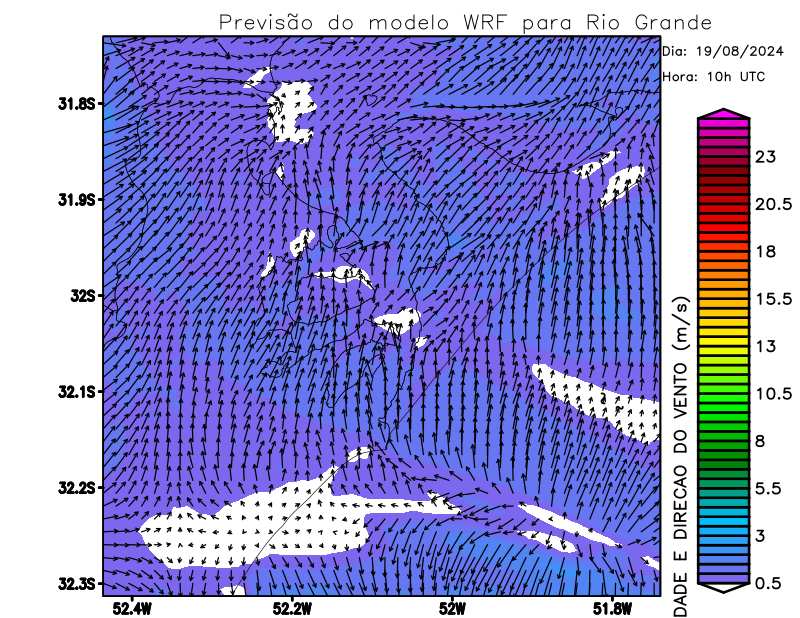 Previsão do modelo WRF para Rio Grande
Dia: 19/08/2024
Hora: 10h UTC
31.8S
31.9S
32S
32.1S
32.2S
32.3S
52.4W
52.2W
52W
51.8W
23
20.5
18
15.5
13
10.5
8
5.5
3
0.5
DADE E DIRECAO DO VENTO (m/s)